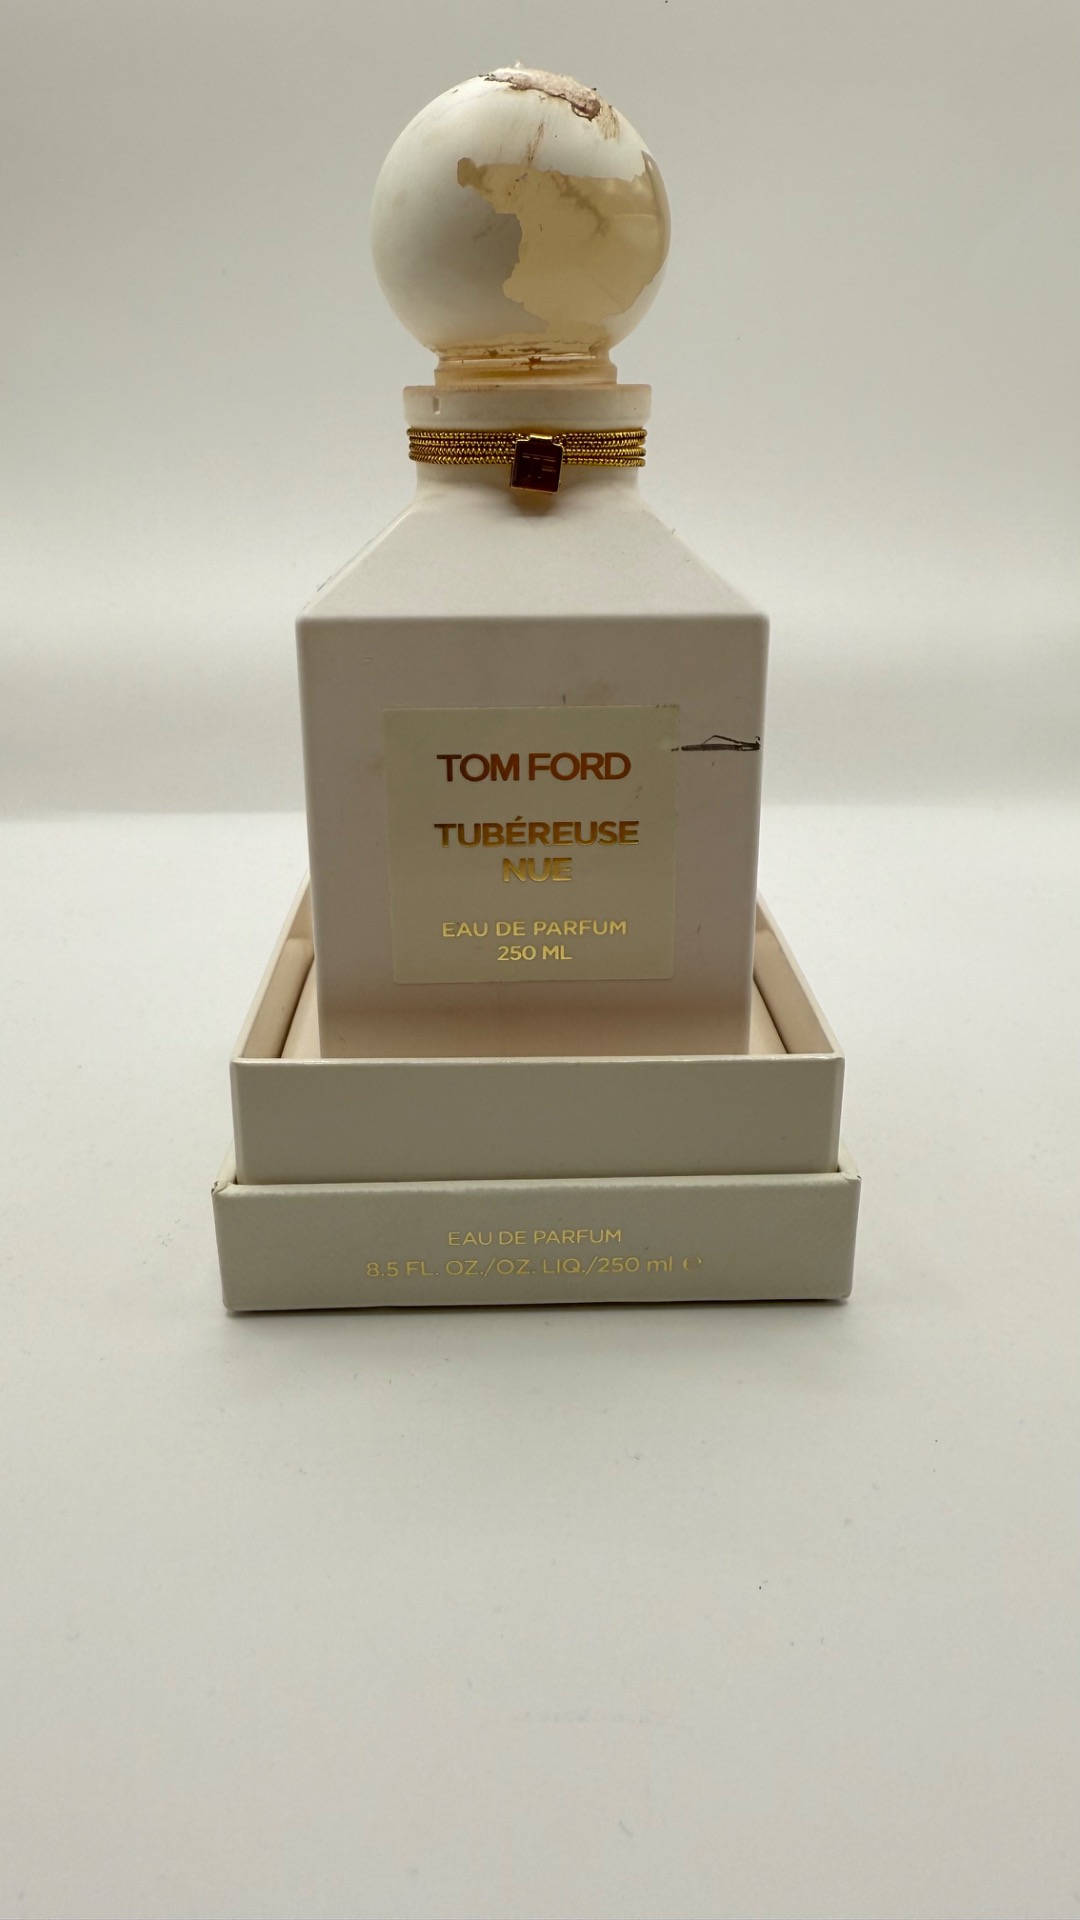 TF
TOM FORD
TUBÉREUSE
NUE
EAU DE PARFUM
250 ML
EAU DE PARFUM
8.5 FL. OZ./OZ. LIQ./250 ml ℮